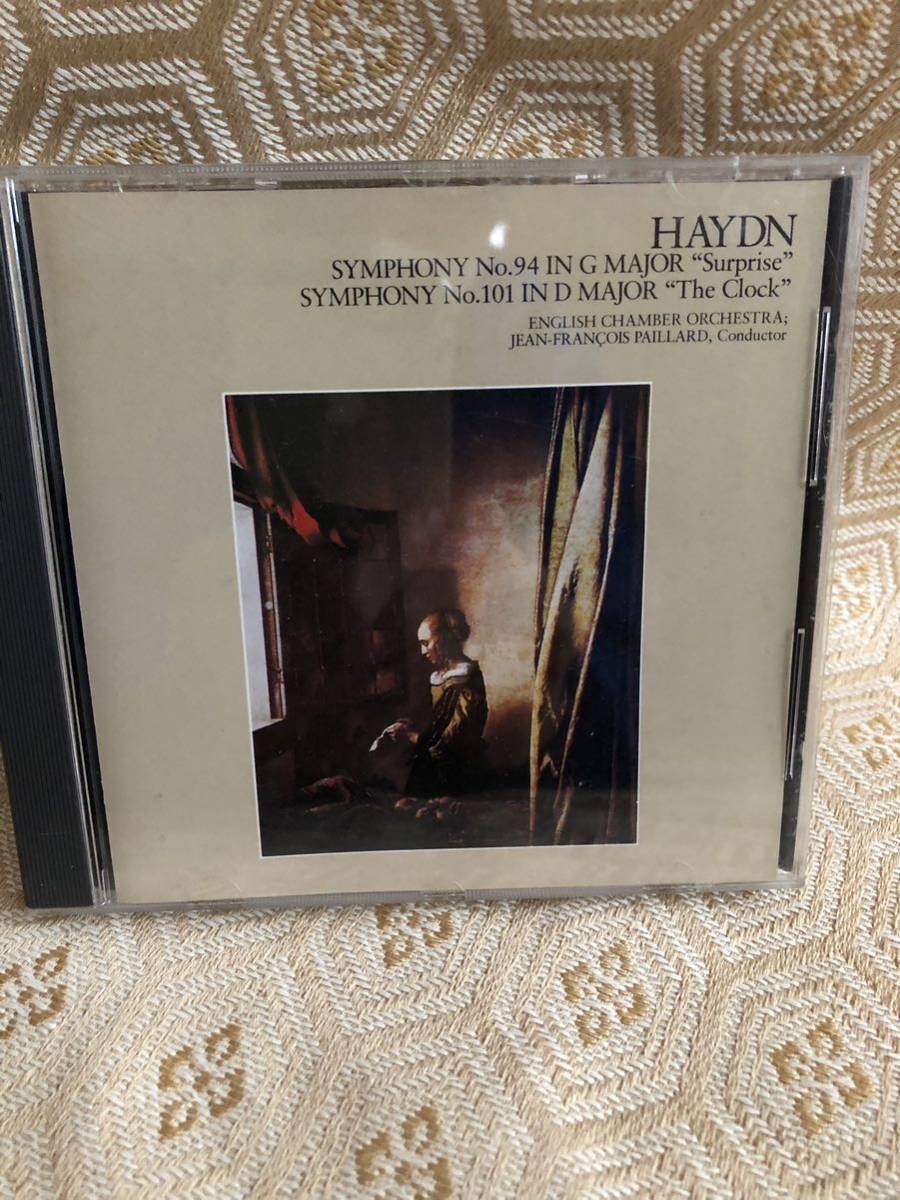 HAYDN
SYMPHONY No.94 IN G MAJOR “Surprise”
SYMPHONY No.101 IN D MAJOR “The Clock”
ENGLISH CHAMBER ORCHESTRA;
JEAN-FRANÇOIS PAILLARD, Conductor